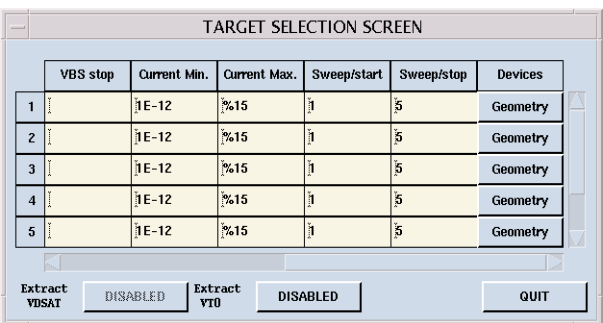 TARGET SELECTION SCREEN
VBS stop Current Min. Current Max. Sweep/start Sweep/stop Devices
1 1E-12 %15 1 5 Geometry
2 1E-12 %15 1 5 Geometry
3 1E-12 %15 1 5 Geometry
4 1E-12 %15 1 5 Geometry
5 1E-12 %15 1 5 Geometry
Extract VDSAT DISABLED Extract VT0 DISABLED QUIT